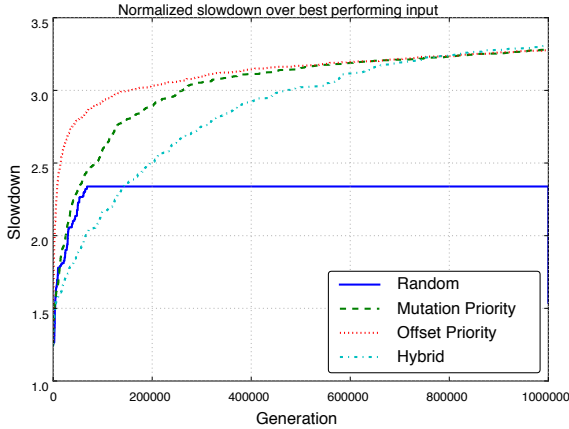 Normalized slowdown over best performing input
3.5
3.0
2.5
2.0
1.5
1.0
Slowdown
0
200000
400000
600000
800000
1000000
Generation
Random
Mutation Priority
Offset Priority
Hybrid